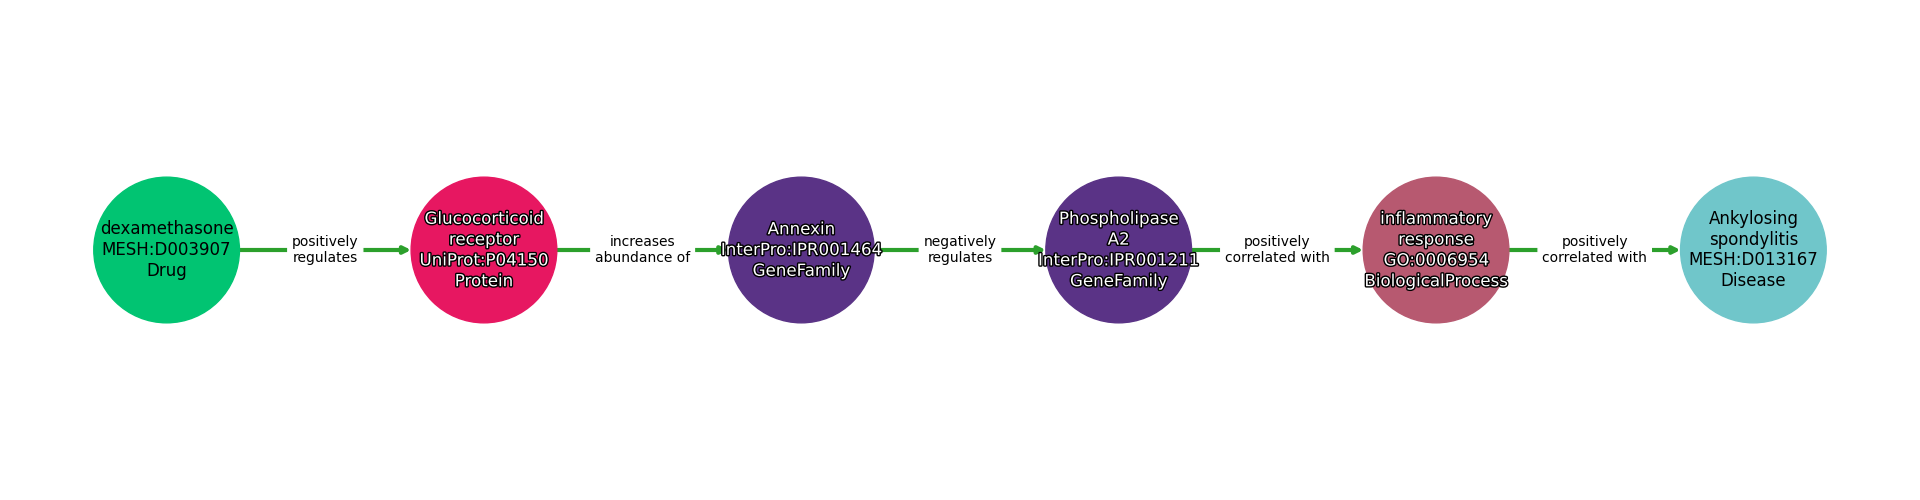 dexamethasone
MESH:D003907
Drug
positively
regulates
Glucocorticoid
receptor
UniProt:P04150
Protein
increases
abundance of
Annexin
InterPro:IPR001464
GeneFamily
negatively
regulates
Phospholipase
A2
InterPro:IPR001211
GeneFamily
positively
correlated with
inflammatory
response
GO:0006954
BiologicalProcess
positively
correlated with
Ankylosing
spondylitis
MESH:D013167
Disease